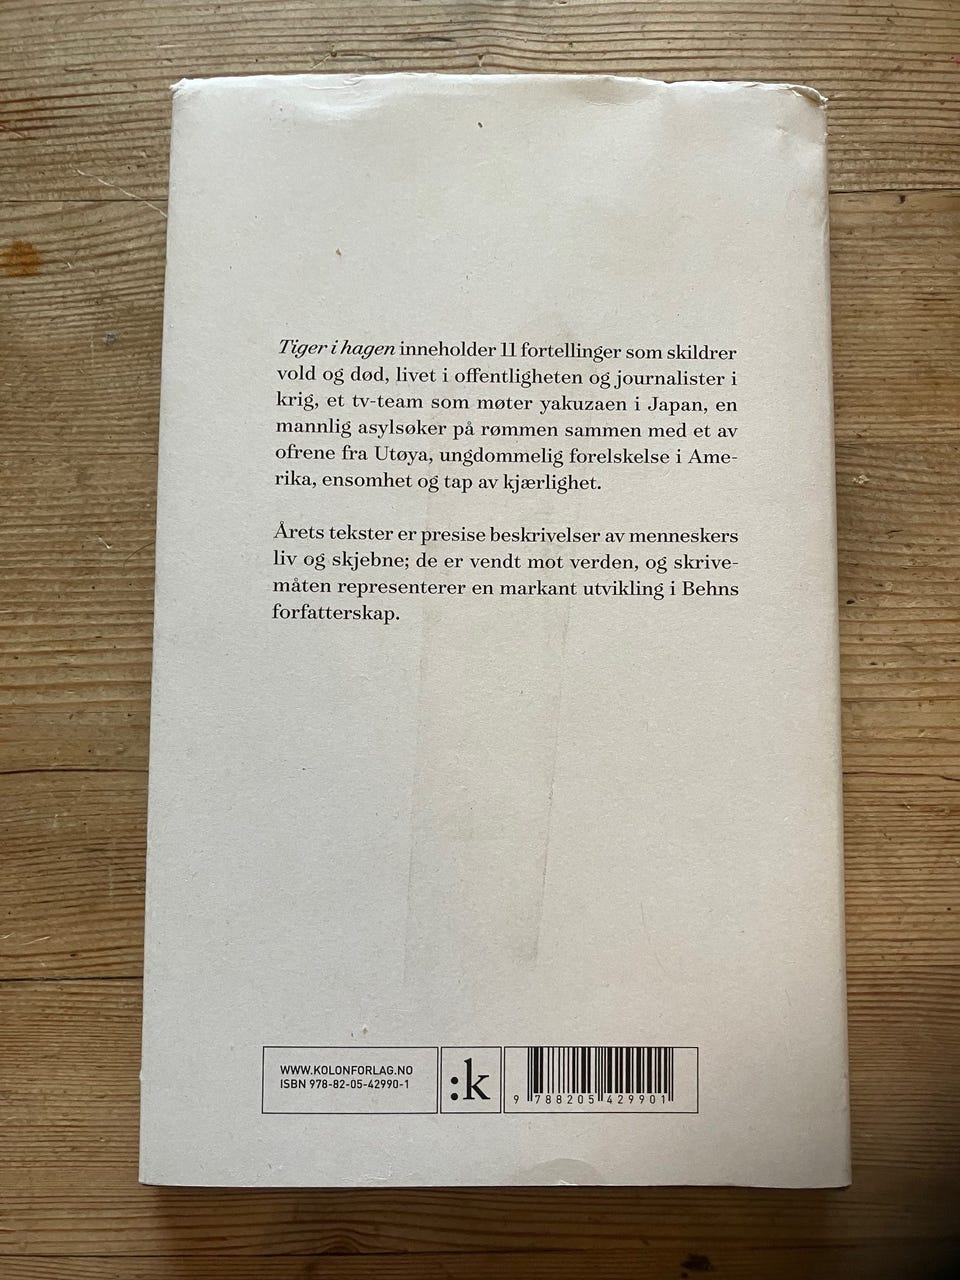 Tiger i hagen inneholder 11 fortellinger som skildrer
vold og død, livet i offentligheten og journalister i
krig, et tv-team som møter yakuzaen i Japan, en
mannlig asylsøker på rømmen sammen med et av
ofrene fra Utøya, ungdommelig forelskelse i Ame-
rika, ensomhet og tap av kjærlighet.
Årets tekster er presise beskrivelser av menneskers
liv og skjebne; de er vendt mot verden, og skrive-
måten representerer en markant utvikling i Behns
forfatterskap.
WWW.KOLONFORLAG.NO
ISBN 978-82-05-42990-1
:k
9 788205 429901